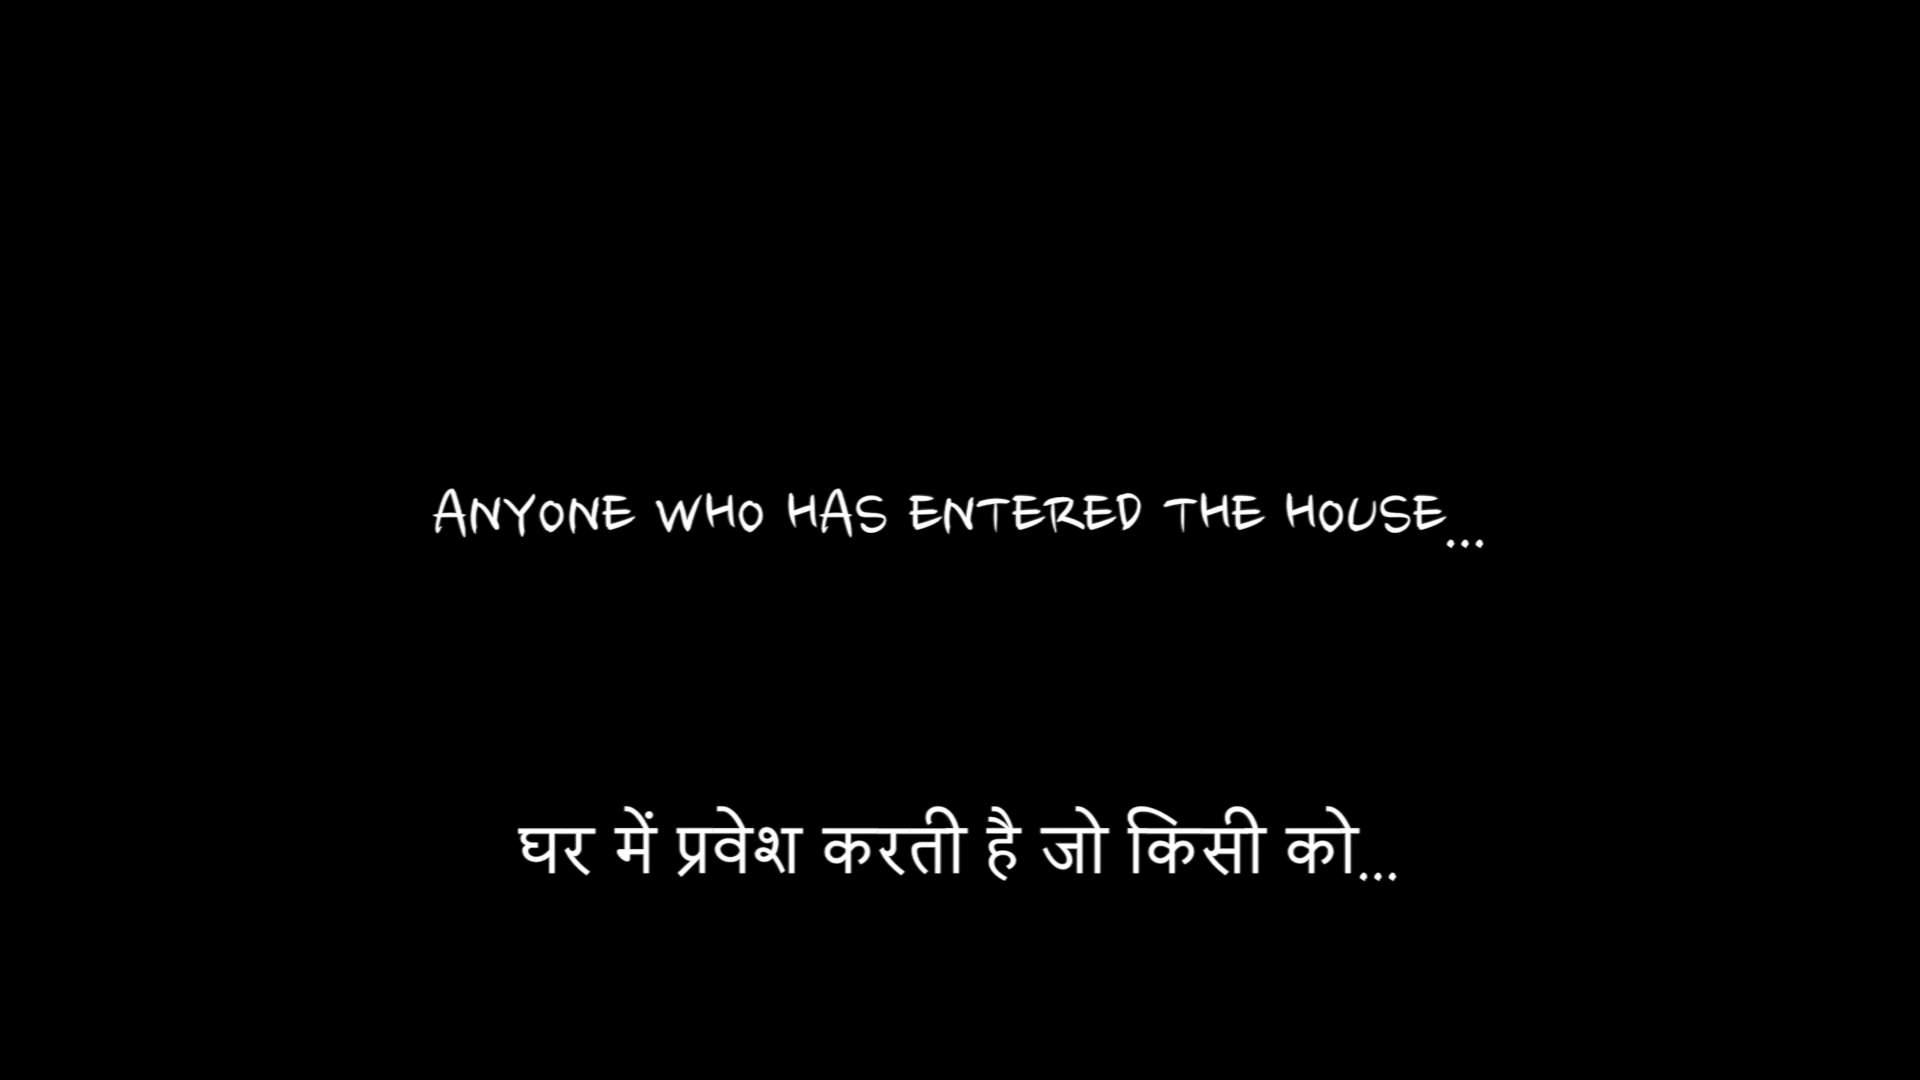 ANYONE WHO HAS ENTERED THE HOUSE...
घर में प्रवेश करती है जो किसी को...